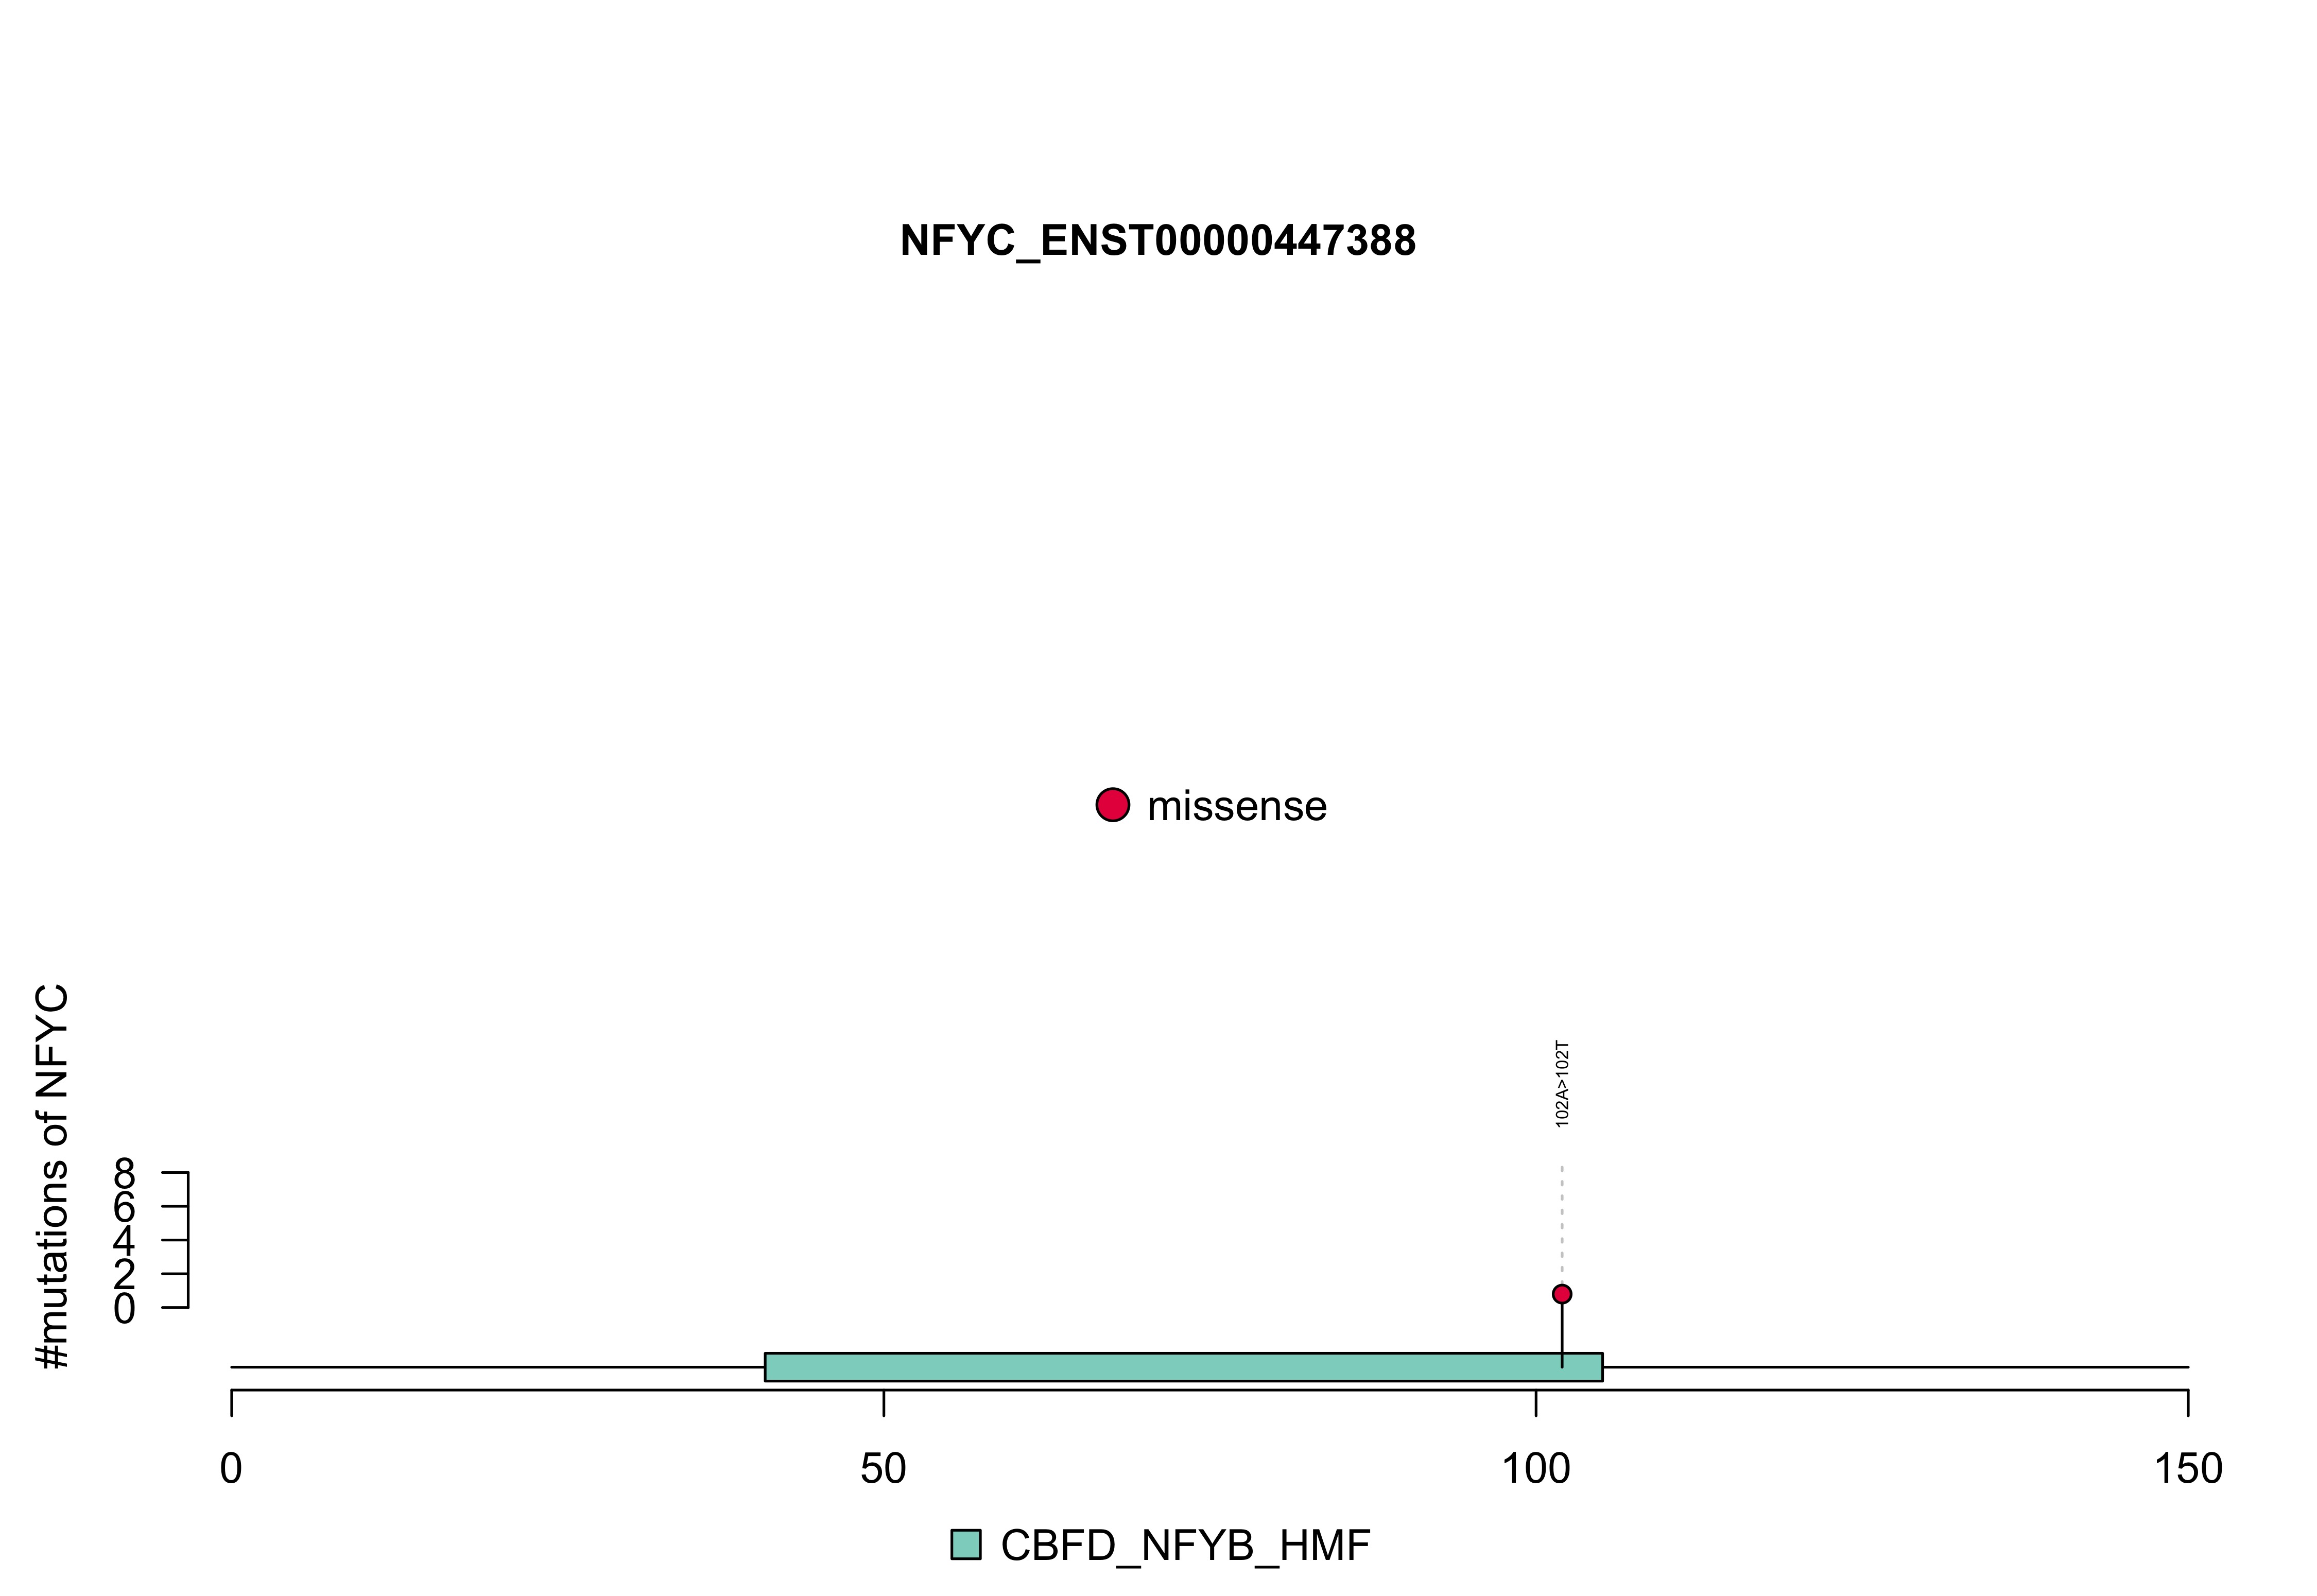 NFYC_ENST00000447388
missense
#mutations of NFYC
102A>102T
8
6
4
2
0
0 50 100 150
CBFD_NFYB_HMF